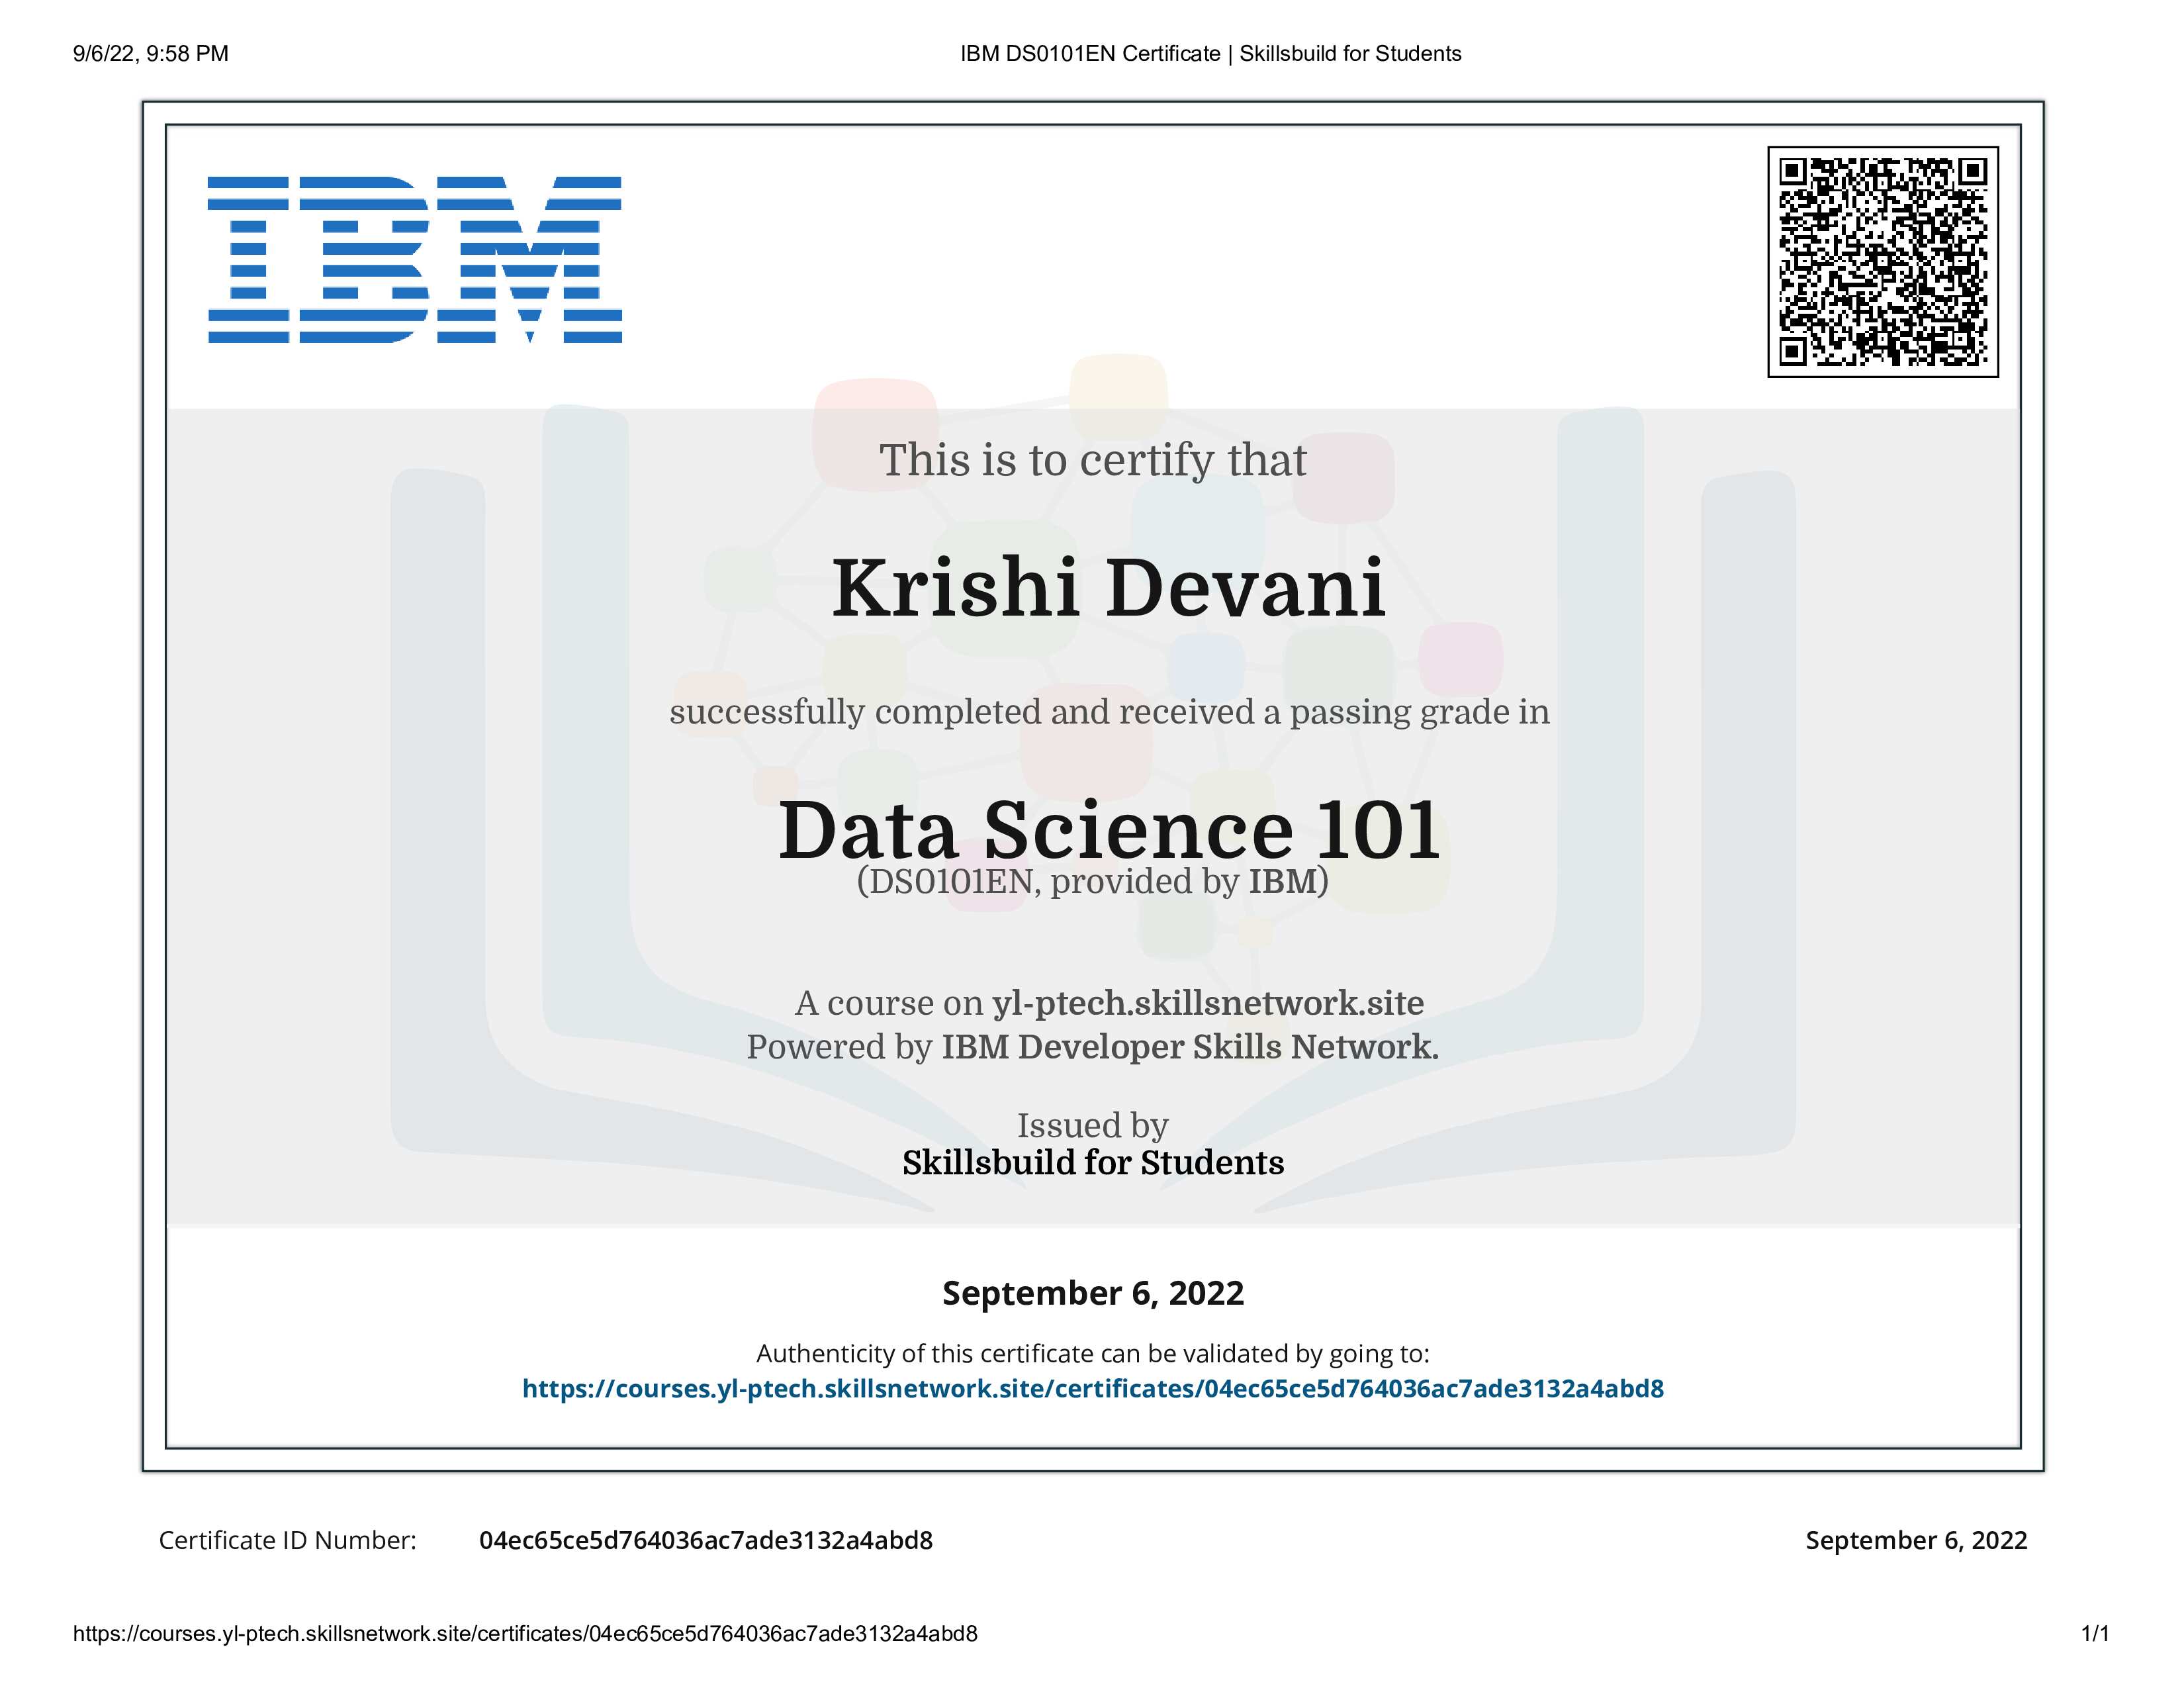 9/6/22, 9:58 PM
IBM DS0101EN Certificate | Skillsbuild for Students
IBM
This is to certify that
Krishi Devani
successfully completed and received a passing grade in
Data Science 101
(DS0101EN, provided by IBM)
A course on yl-ptech.skillsnetwork.site
Powered by IBM Developer Skills Network.
Issued by
Skillsbuild for Students
September 6, 2022
Authenticity of this certificate can be validated by going to:
https://courses.yl-ptech.skillsnetwork.site/certificates/04ec65ce5d764036ac7ade3132a4abd8
Certificate ID Number: 04ec65ce5d764036ac7ade3132a4abd8 September 6, 2022
https://courses.yl-ptech.skillsnetwork.site/certificates/04ec65ce5d764036ac7ade3132a4abd8 1/1